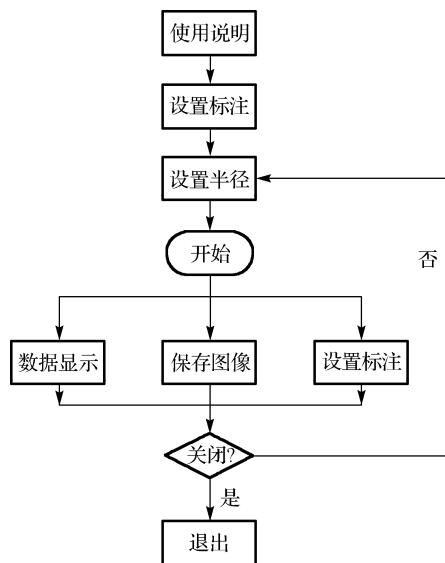 使用说明
设置标注
设置半径
开始
否
数据显示
保存图像
设置标注
关闭?
是
退出